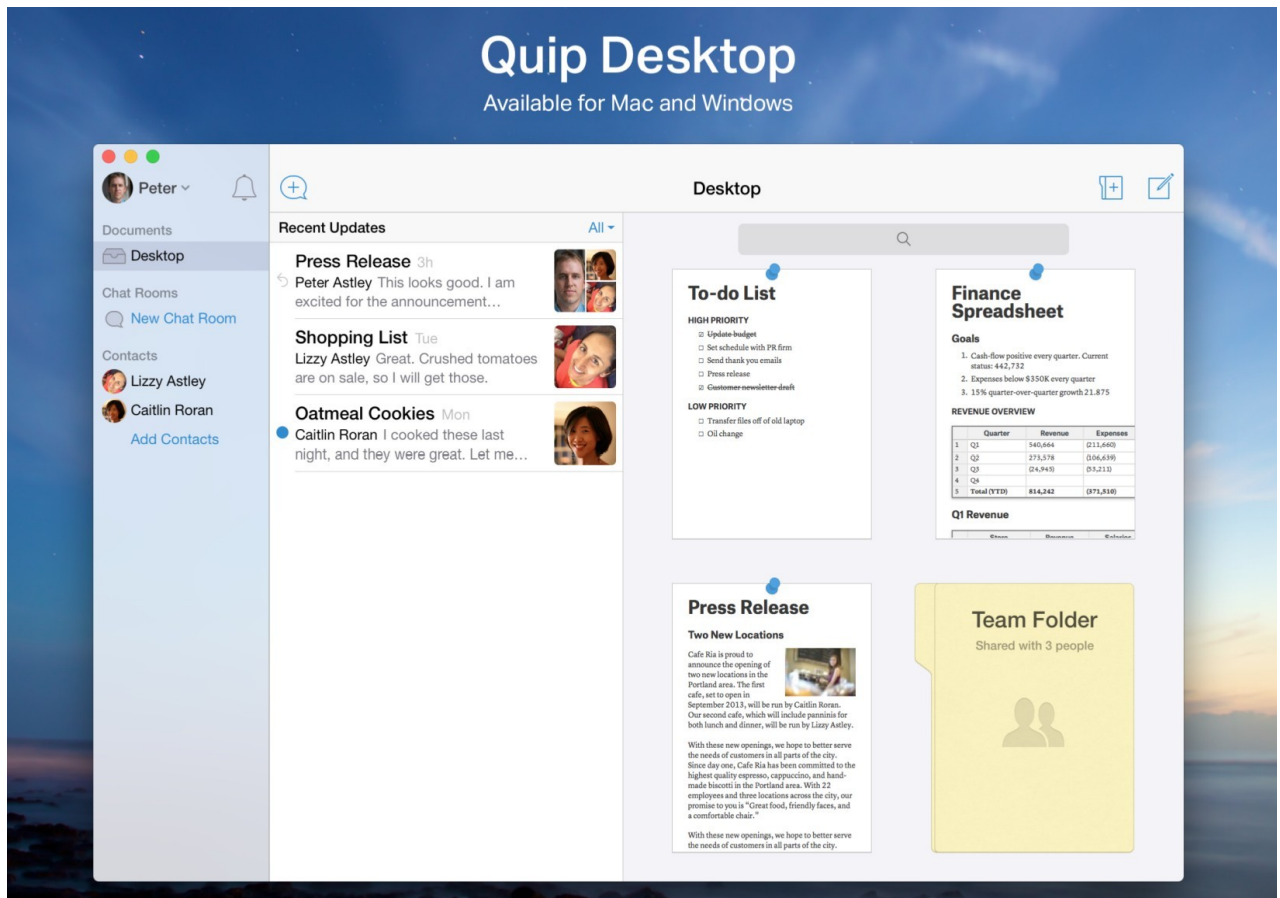 Quip Desktop
Available for Mac and Windows
Peter
Documents
Desktop
Chat Rooms
New Chat Room
Contacts
Lizzy Astley
Caitlin Roran
Add Contacts
Recent Updates All
Press Release 3h
Peter Astley This looks good. I am
excited for the announcement…
Shopping List Tue
Lizzy Astley Great. Crushed tomatoes
are on sale, so I will get those.
Oatmeal Cookies Mon
Caitlin Roran I cooked these last
night, and they were great. Let me…
Desktop
To-do List
HIGH PRIORITY
Update budget
Set schedule with PR firm
Send thank you emails
Press release
Customer newsletter draft
LOW PRIORITY
Transfer files off of old laptop
Oil change
Finance
Spreadsheet
Goals
1. Cash-flow positive every quarter. Current
status: 442,732
2. Expenses below $350K every quarter
3. 15% quarter-over-quarter growth 21.875
REVENUE OVERVIEW
Quarter Revenue Expenses
1 Q1 540,664 (211,660)
2 Q2 273,578 (106,639)
3 Q3 (24,945) (53,211)
4 Q4
5 Total (YTD) 814,242 (371,510)
Q1 Revenue
Store Revenue Salaries
Press Release
Two New Locations
Cafe Ria is proud to
announce the opening of
two new locations in the
Portland area. The first
cafe, set to open in
September 2013, will be run by Caitlin Roran.
Our second cafe, which will include panninis for
both lunch and dinner, will be run by Lizzy Astley.
With these new openings, we hope to better serve
the needs of customers in all parts of the city.
Since day one, Cafe Ria has been committed to the
highest quality espresso, cappuccino, and hand-
made biscotti in the Portland area. With 22
employees and three locations across the city, our
promise to you is "Great food, friendly faces, and
a comfortable chair."
With these new openings, we hope to better serve
the needs of customers in all parts of the city.
Team Folder
Shared with 3 people